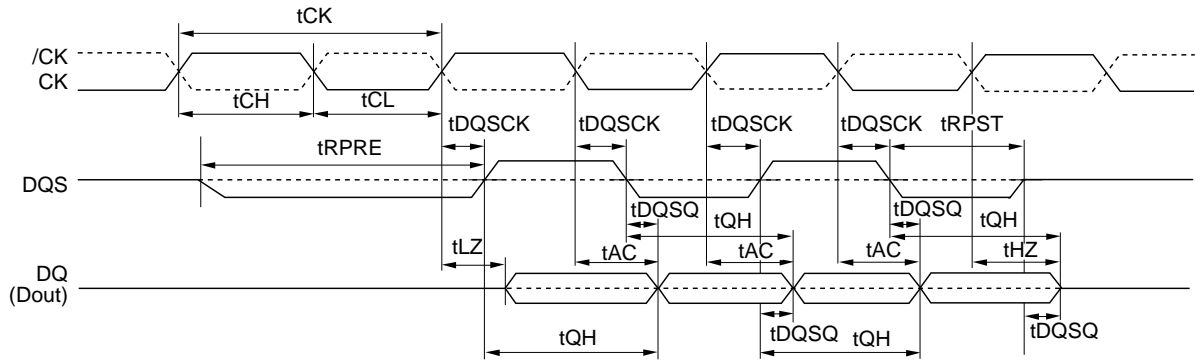 tCK
/CK
CK
tCH
tCL
tDQSCK
tDQSCK
tDQSCK
tDQSCK
tRPST
tRPRE
DQS
tDQSQ
tDQSQ
tQH
tQH
tLZ
tAC
tAC
tAC
tHZ
DQ
(Dout)
tDQSQ
tDQSQ
tQH
tQH